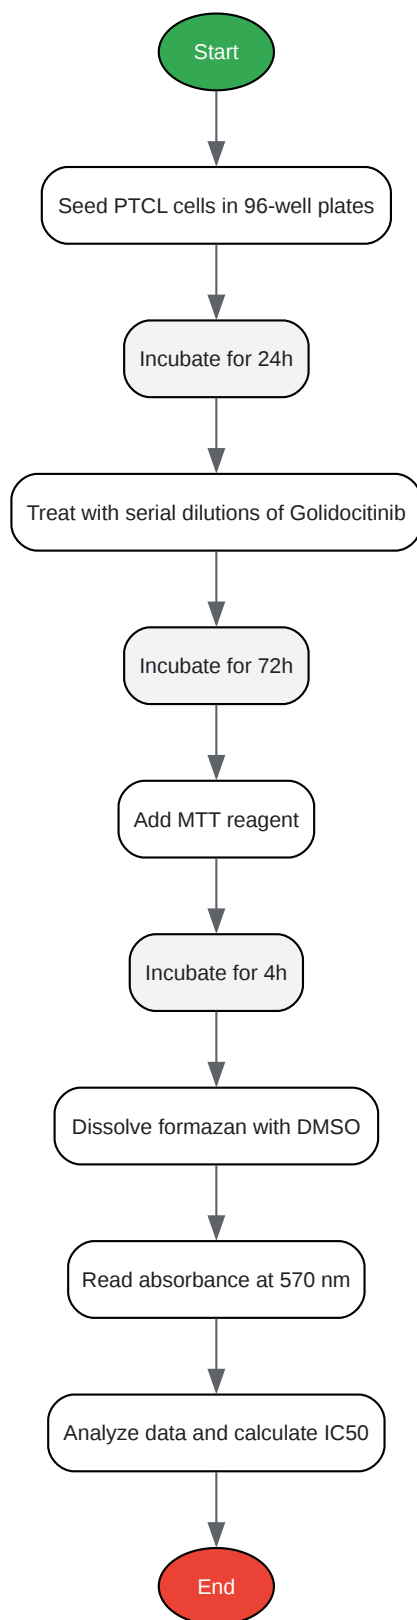 Start
Seed PTCL cells in 96-well plates
Incubate for 24h
Treat with serial dilutions of Golidocitinib
Incubate for 72h
Add MTT reagent
Incubate for 4h
Dissolve formazan with DMSO
Read absorbance at 570 nm
Analyze data and calculate IC50
End